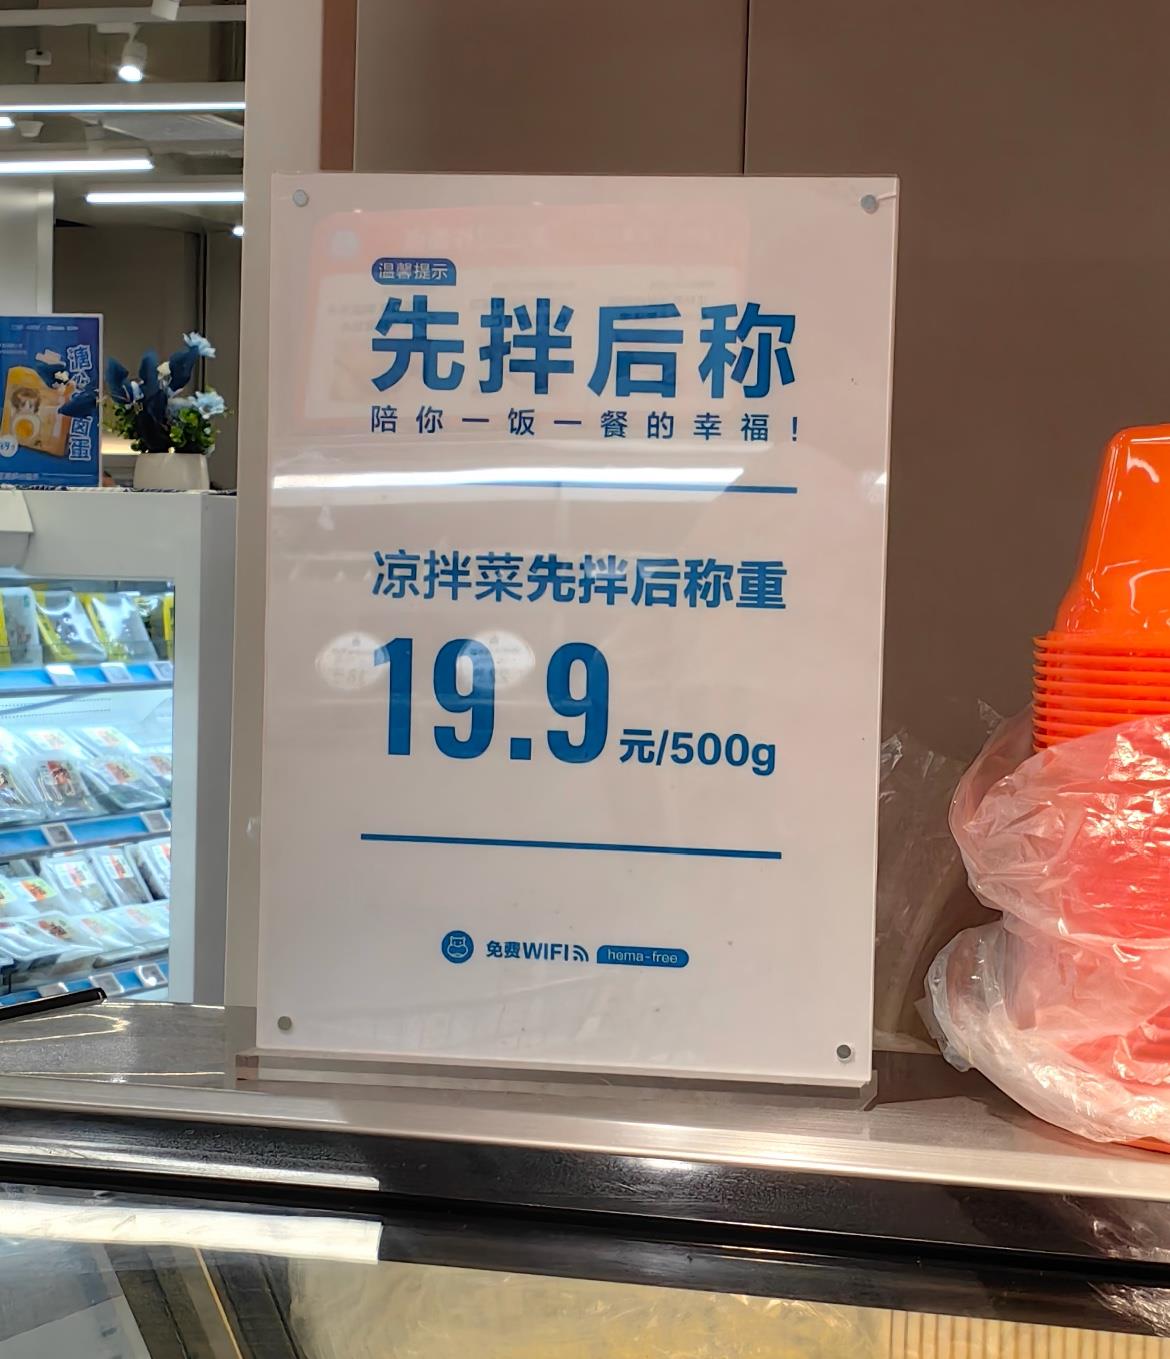 温馨提示
先拌后称
陪你一饭一餐的幸福！
凉拌菜先拌后称重
19.9元/500g
免费WIFI hema-free